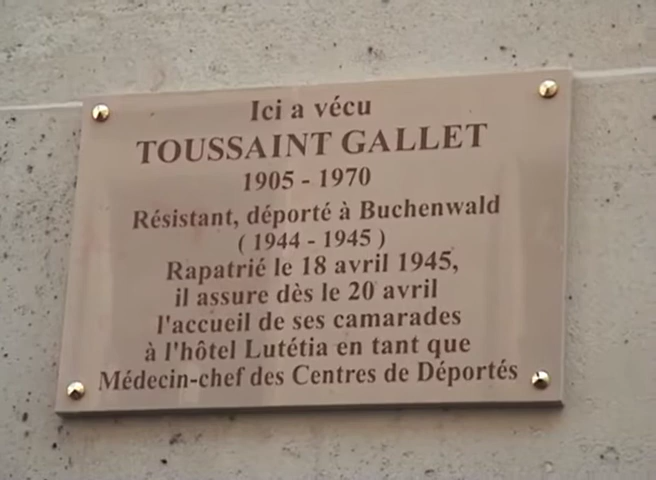 Ici a vécu
TOUSSAINT GALLET
1905 - 1970
Résistant, déporté à Buchenwald
( 1944 - 1945 )
Rapatrié le 18 avril 1945,
il assure dès le 20 avril
l'accueil de ses camarades
à l'hôtel Lutétia en tant que
Médecin-chef des Centres de Déportés